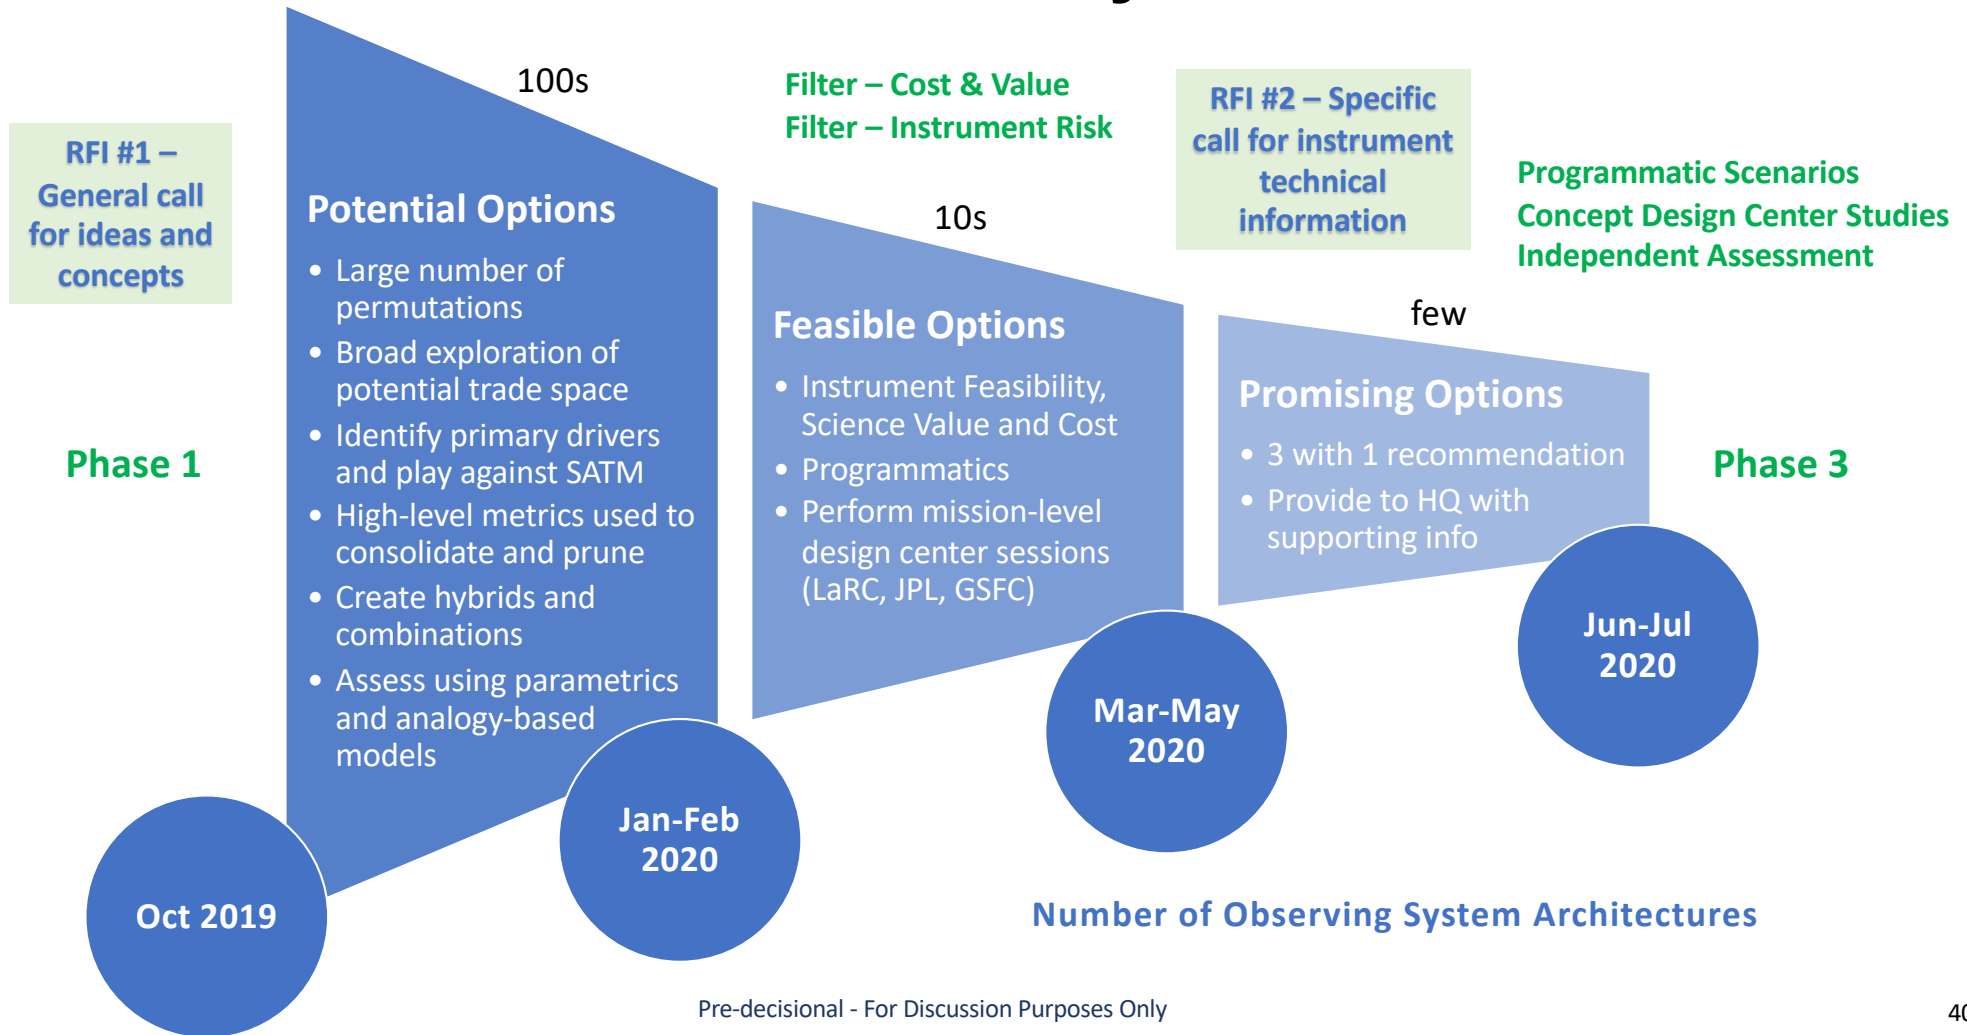 100s
Filter – Cost & Value
Filter – Instrument Risk
RFI #2 – Specific
call for instrument
technical
information
RFI #1 –
General call
for ideas and
concepts
Programmatic Scenarios
Concept Design Center Studies
Independent Assessment
Potential Options
• Large number of
permutations
• Broad exploration of
potential trade space
• Identify primary drivers
and play against SATM
• High-level metrics used to
consolidate and prune
• Create hybrids and
combinations
• Assess using parametrics
and analogy-based
models
10s
Feasible Options
• Instrument Feasibility,
Science Value and Cost
• Programmatics
• Perform mission-level
design center sessions
(LaRC, JPL, GSFC)
few
Promising Options
• 3 with 1 recommendation
• Provide to HQ with
supporting info
Phase 1
Phase 3
Oct 2019
Jan-Feb
2020
Mar-May
2020
Jun-Jul
2020
Number of Observing System Architectures
Pre-decisional - For Discussion Purposes Only
40